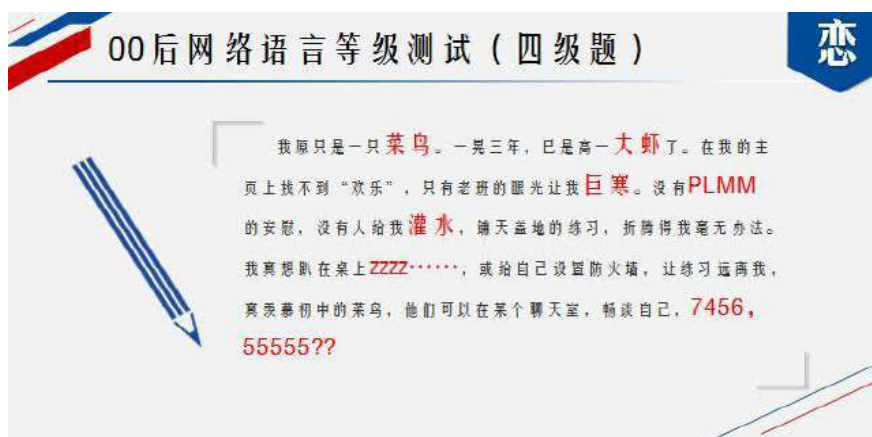 00后网络语言等级测试（四级题）
恋
我原只是一只菜鸟。一晃三年，已是高一大虾了。在我的主
页上找不到“欢乐”，只有老班的眼光让我巨寒。没有PLMM
的安慰，没有人给我灌水，铺天盖地的练习，折腾得我毫无办法。
我真想趴在桌上ZZZZ······，或给自己设置防火墙，让练习远离我，
真羡慕初中的菜鸟，他们可以在某个聊天室，畅谈自己，7456，
55555??